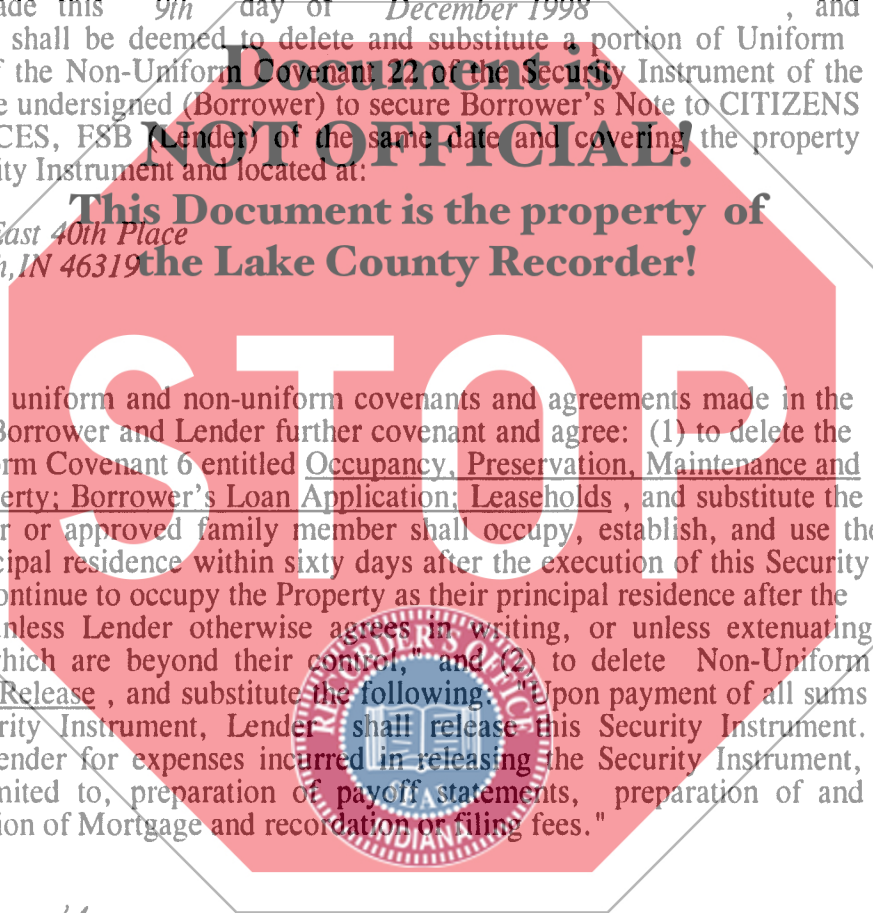 ade this 9th day of December 1998 , and
shall be deemed to delete and substitute a portion of Uniform
f the Non-Uniform Covenant 22 of the Security Instrument of the
e undersigned (Borrower) to secure Borrower's Note to CITIZENS
CES, FSB (Lender) of the same date and covering the property
ity Instrument and located at:
Document is
NOT OFFICIAL!
This Document is the property of
the Lake County Recorder!
East 40th Place
h, IN 46319
STOP
uniform and non-uniform covenants and agreements made in the
Borrower and Lender further covenant and agree: (1) to delete the
orm Covenant 6 entitled Occupancy, Preservation, Maintenance and
erty; Borrower's Loan Application; Leaseholds , and substitute the
r or approved family member shall occupy, establish, and use the
cipal residence within sixty days after the execution of this Security
ontinue to occupy the Property as their principal residence after the
unless Lender otherwise agrees in writing, or unless extenuating
which are beyond their control," and (2) to delete Non-Uniform
Release , and substitute the following: "Upon payment of all sums
rity Instrument, Lender shall release this Security Instrument.
ender for expenses incurred in releasing the Security Instrument,
mited to, preparation of payoff statements, preparation of and
ion of Mortgage and recordation or filing fees."
RECORDER'S OFFICE
INDIANA